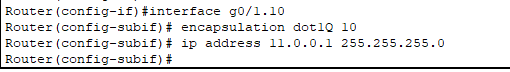 Router(config-if)#interface g0/1.10
Router(config-subif)# encapsulation dot1Q 10
Router(config-subif)# ip address 11.0.0.1 255.255.255.0
Router(config-subif)#